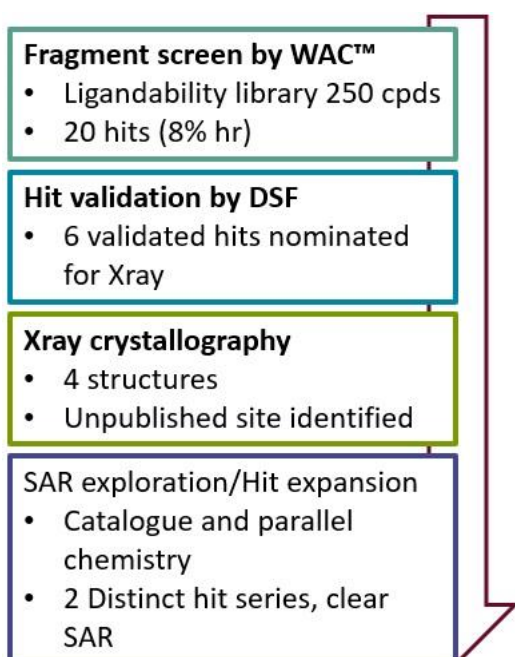 Fragment screen by WAC™
• Ligandability library 250 cpds
• 20 hits (8% hr)
Hit validation by DSF
• 6 validated hits nominated
for Xray
Xray crystallography
• 4 structures
• Unpublished site identified
SAR exploration/Hit expansion
• Catalogue and parallel
chemistry
• 2 Distinct hit series, clear
SAR